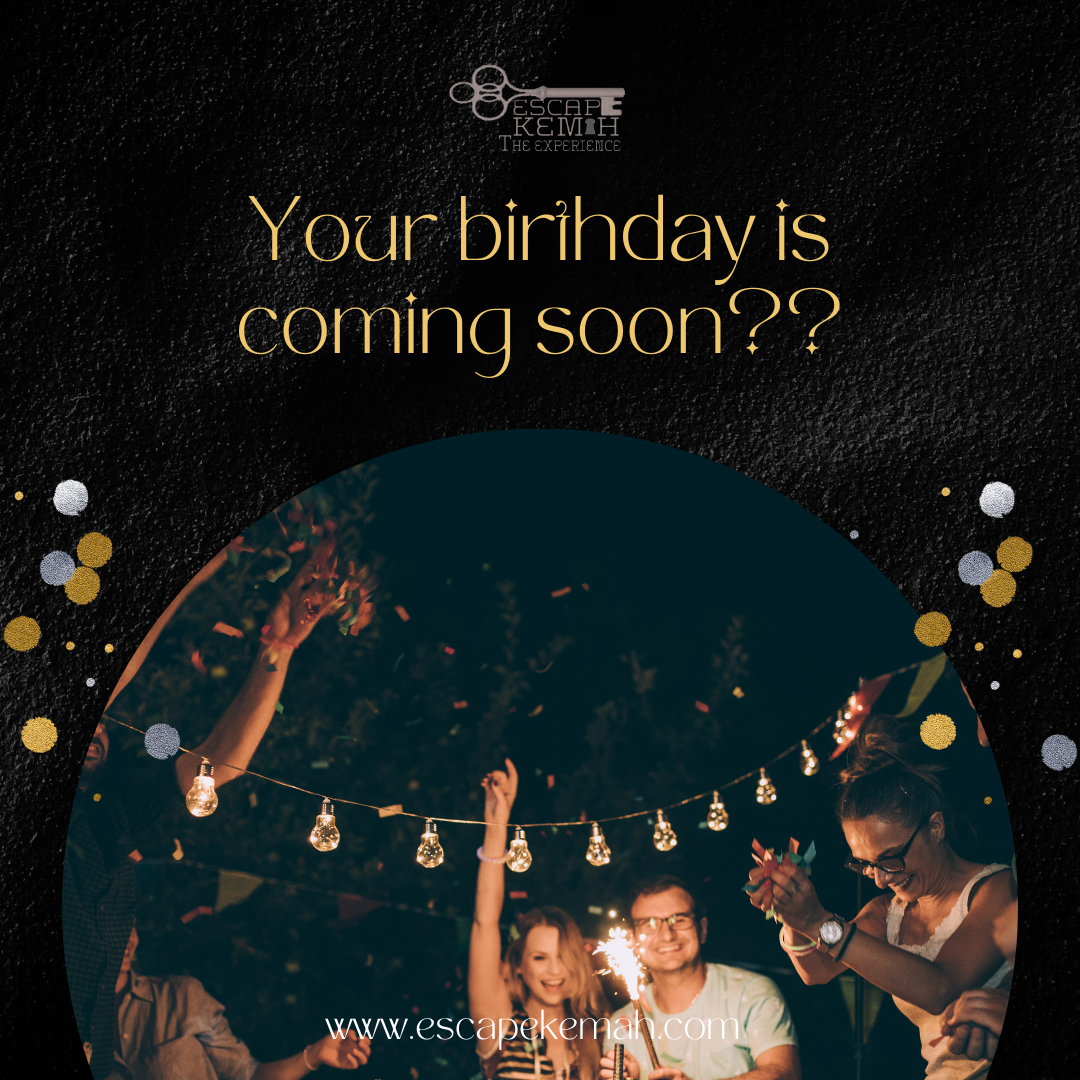 ESCAPE
KEMAH
THE EXPERIENCE
Your birthday is
coming soon??
www.escapekemah.com